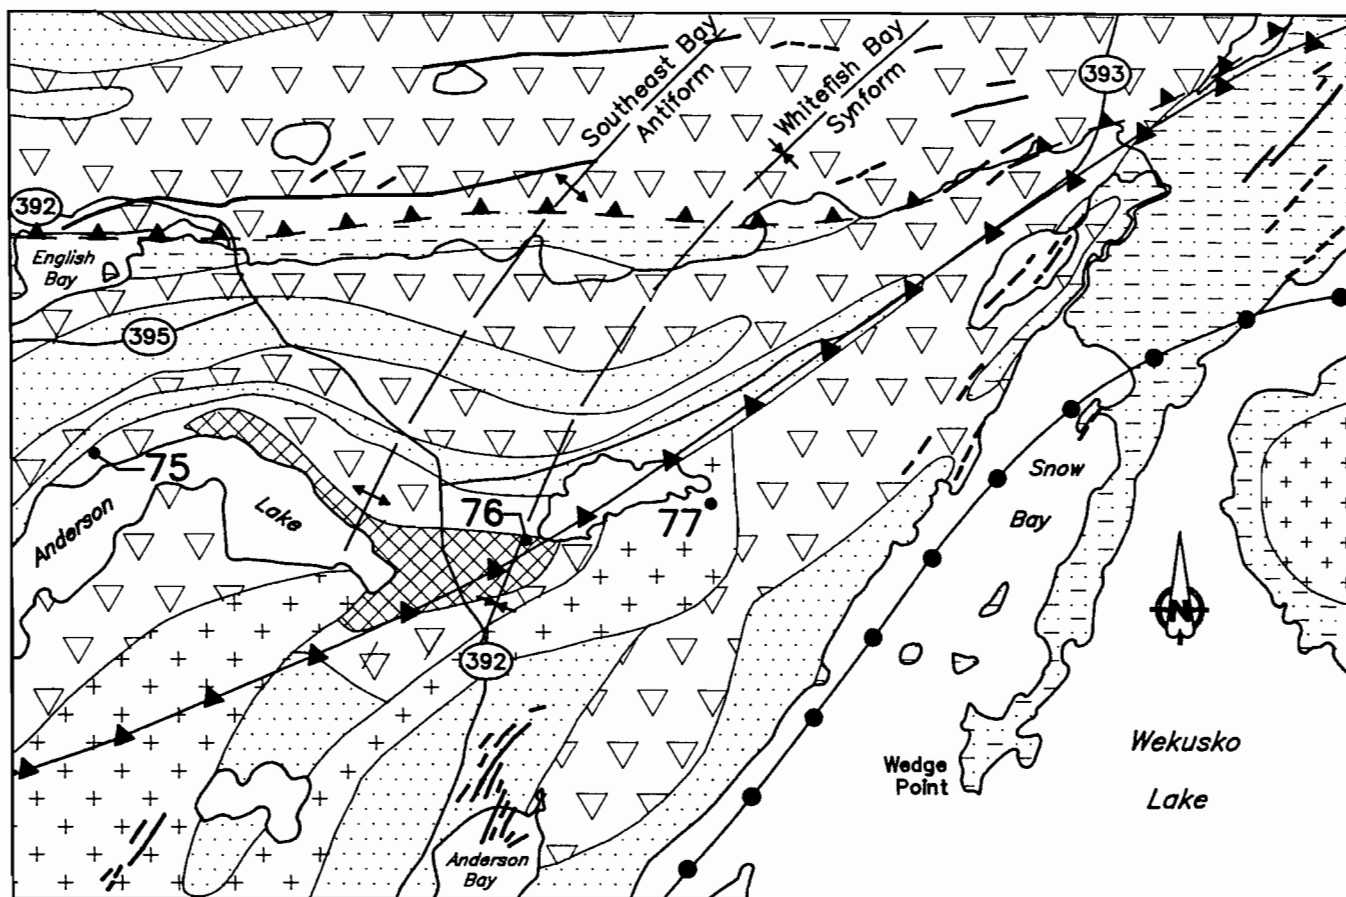 Southeast Bay
Antiform
Whitefish Bay
Synform
393
392
English
Bay
395
75
Anderson
Lake
76
77
Snow
Bay
N
392
Wedge
Point
Wekusko
Lake
Anderson
Bay